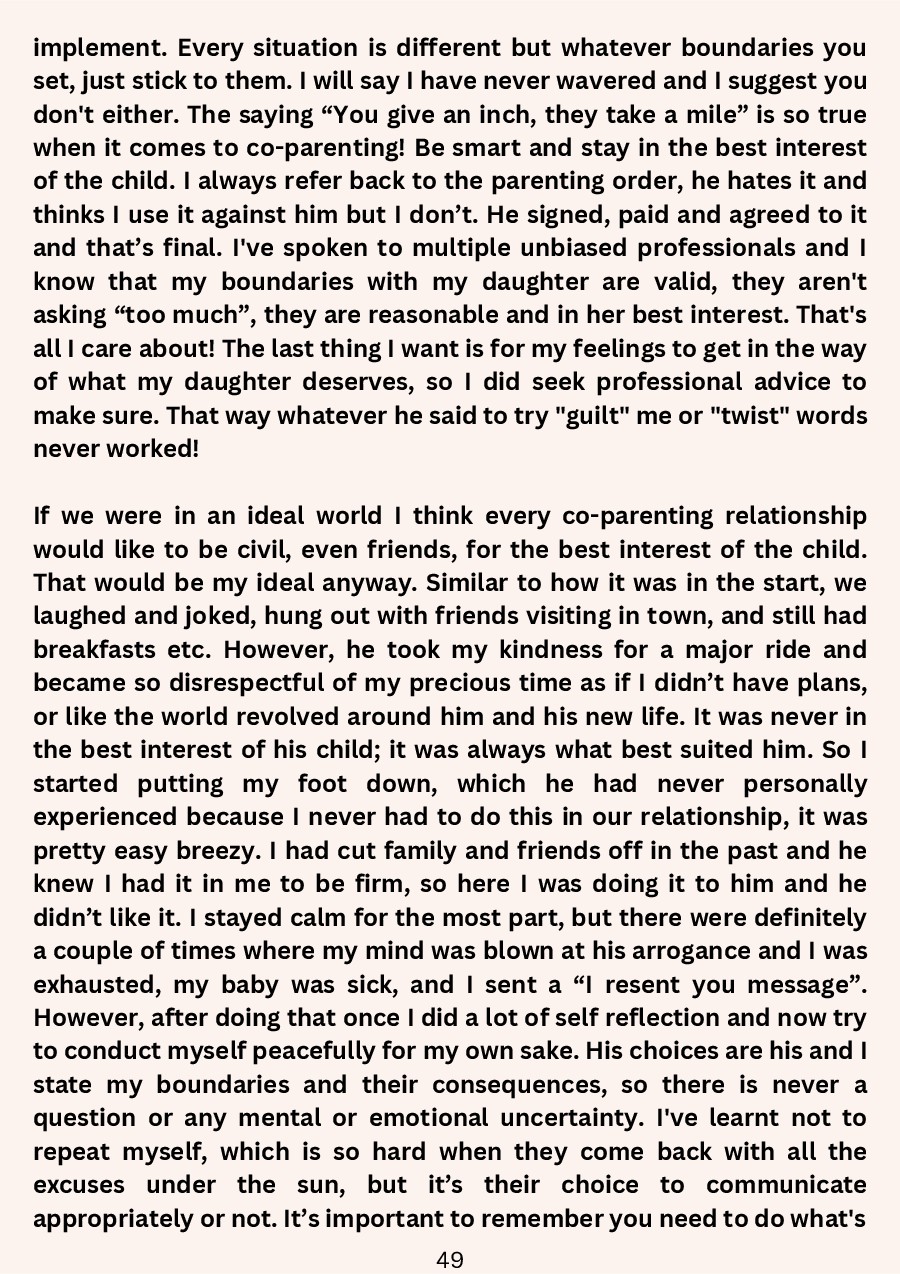 implement. Every situation is different but whatever boundaries you
set, just stick to them. I will say I have never wavered and I suggest you
don't either. The saying “You give an inch, they take a mile” is so true
when it comes to co-parenting! Be smart and stay in the best interest
of the child. I always refer back to the parenting order, he hates it and
thinks I use it against him but I don’t. He signed, paid and agreed to it
and that’s final. I've spoken to multiple unbiased professionals and I
know that my boundaries with my daughter are valid, they aren't
asking “too much”, they are reasonable and in her best interest. That's
all I care about! The last thing I want is for my feelings to get in the way
of what my daughter deserves, so I did seek professional advice to
make sure. That way whatever he said to try "guilt" me or "twist" words
never worked!

If we were in an ideal world I think every co-parenting relationship
would like to be civil, even friends, for the best interest of the child.
That would be my ideal anyway. Similar to how it was in the start, we
laughed and joked, hung out with friends visiting in town, and still had
breakfasts etc. However, he took my kindness for a major ride and
became so disrespectful of my precious time as if I didn’t have plans,
or like the world revolved around him and his new life. It was never in
the best interest of his child; it was always what best suited him. So I
started putting my foot down, which he had never personally
experienced because I never had to do this in our relationship, it was
pretty easy breezy. I had cut family and friends off in the past and he
knew I had it in me to be firm, so here I was doing it to him and he
didn’t like it. I stayed calm for the most part, but there were definitely
a couple of times where my mind was blown at his arrogance and I was
exhausted, my baby was sick, and I sent a “I resent you message”.
However, after doing that once I did a lot of self reflection and now try
to conduct myself peacefully for my own sake. His choices are his and I
state my boundaries and their consequences, so there is never a
question or any mental or emotional uncertainty. I've learnt not to
repeat myself, which is so hard when they come back with all the
excuses under the sun, but it’s their choice to communicate
appropriately or not. It’s important to remember you need to do what's
49